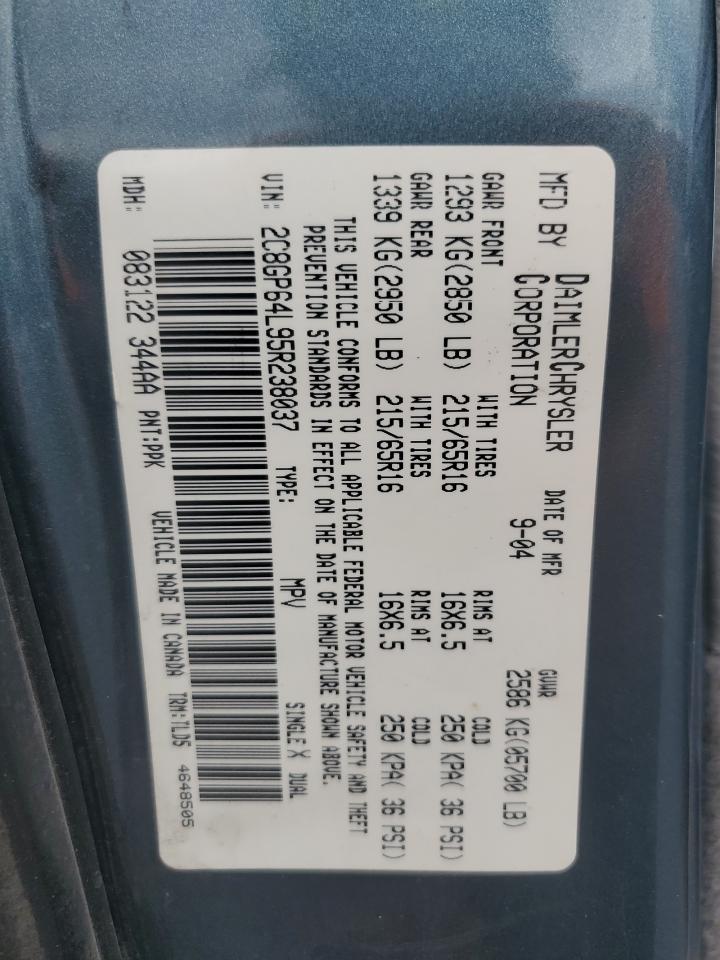 MFD BY DAIMLERCHRYSLER CORPORATION DATE OF MFR 9-04 GVWR 2586 KG(05700 LB)
GAWR FRONT WITH TIRES RIMS AT COLD
1293 KG(2850 LB) 215/65R16 16X6.5 250 KPA( 36 PSI)
GAWR REAR WITH TIRES RIMS AT COLD
1339 KG(2950 LB) 215/65R16 16X6.5 250 KPA( 36 PSI)
THIS VEHICLE CONFORMS TO ALL APPLICABLE FEDERAL MOTOR VEHICLE SAFETY AND THEFT
PREVENTION STANDARDS IN EFFECT ON THE DATE OF MANUFACTURE SHOWN ABOVE.
VIN: 2C8GP64L95R238037 TYPE: MPV SINGLE X DUAL
MDH: 083122 344AA PNT:PPK VEHICLE MADE IN CANADA TRM:TLD5 4648505